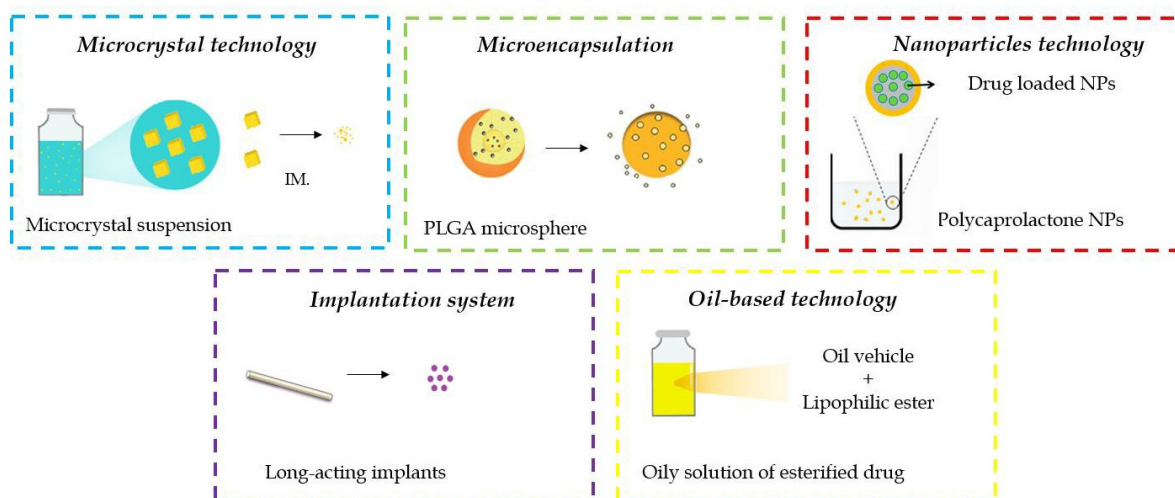 Microcrystal technology
IM.
Microcrystal suspension
Microencapsulation
PLGA microsphere
Nanoparticles technology
Drug loaded NPs
Polycaprolactone NPs
Implantation system
Long-acting implants
Oil-based technology
Oil vehicle
+
Lipophilic ester
Oily solution of esterified drug